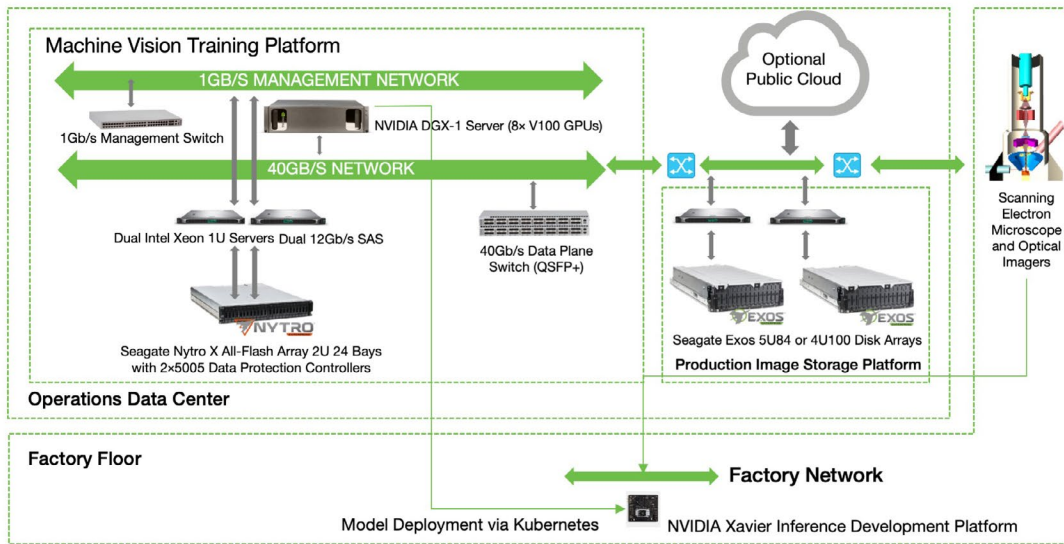 Machine Vision Training Platform
1GB/S MANAGEMENT NETWORK
1Gb/s Management Switch
NVIDIA DGX-1 Server (8× V100 GPUs)
40GB/S NETWORK
Dual Intel Xeon 1U Servers
Dual 12Gb/s SAS
40Gb/s Data Plane
Switch (QSFP+)
NYTRO
Seagate Nytro X All-Flash Array 2U 24 Bays
with 2×5005 Data Protection Controllers
Optional
Public Cloud
EXOS
EXOS
Seagate Exos 5U84 or 4U100 Disk Arrays
Production Image Storage Platform
Operations Data Center
Scanning
Electron
Microscope
and Optical
Imagers
Factory Floor
Factory Network
Model Deployment via Kubernetes
NVIDIA Xavier Inference Development Platform